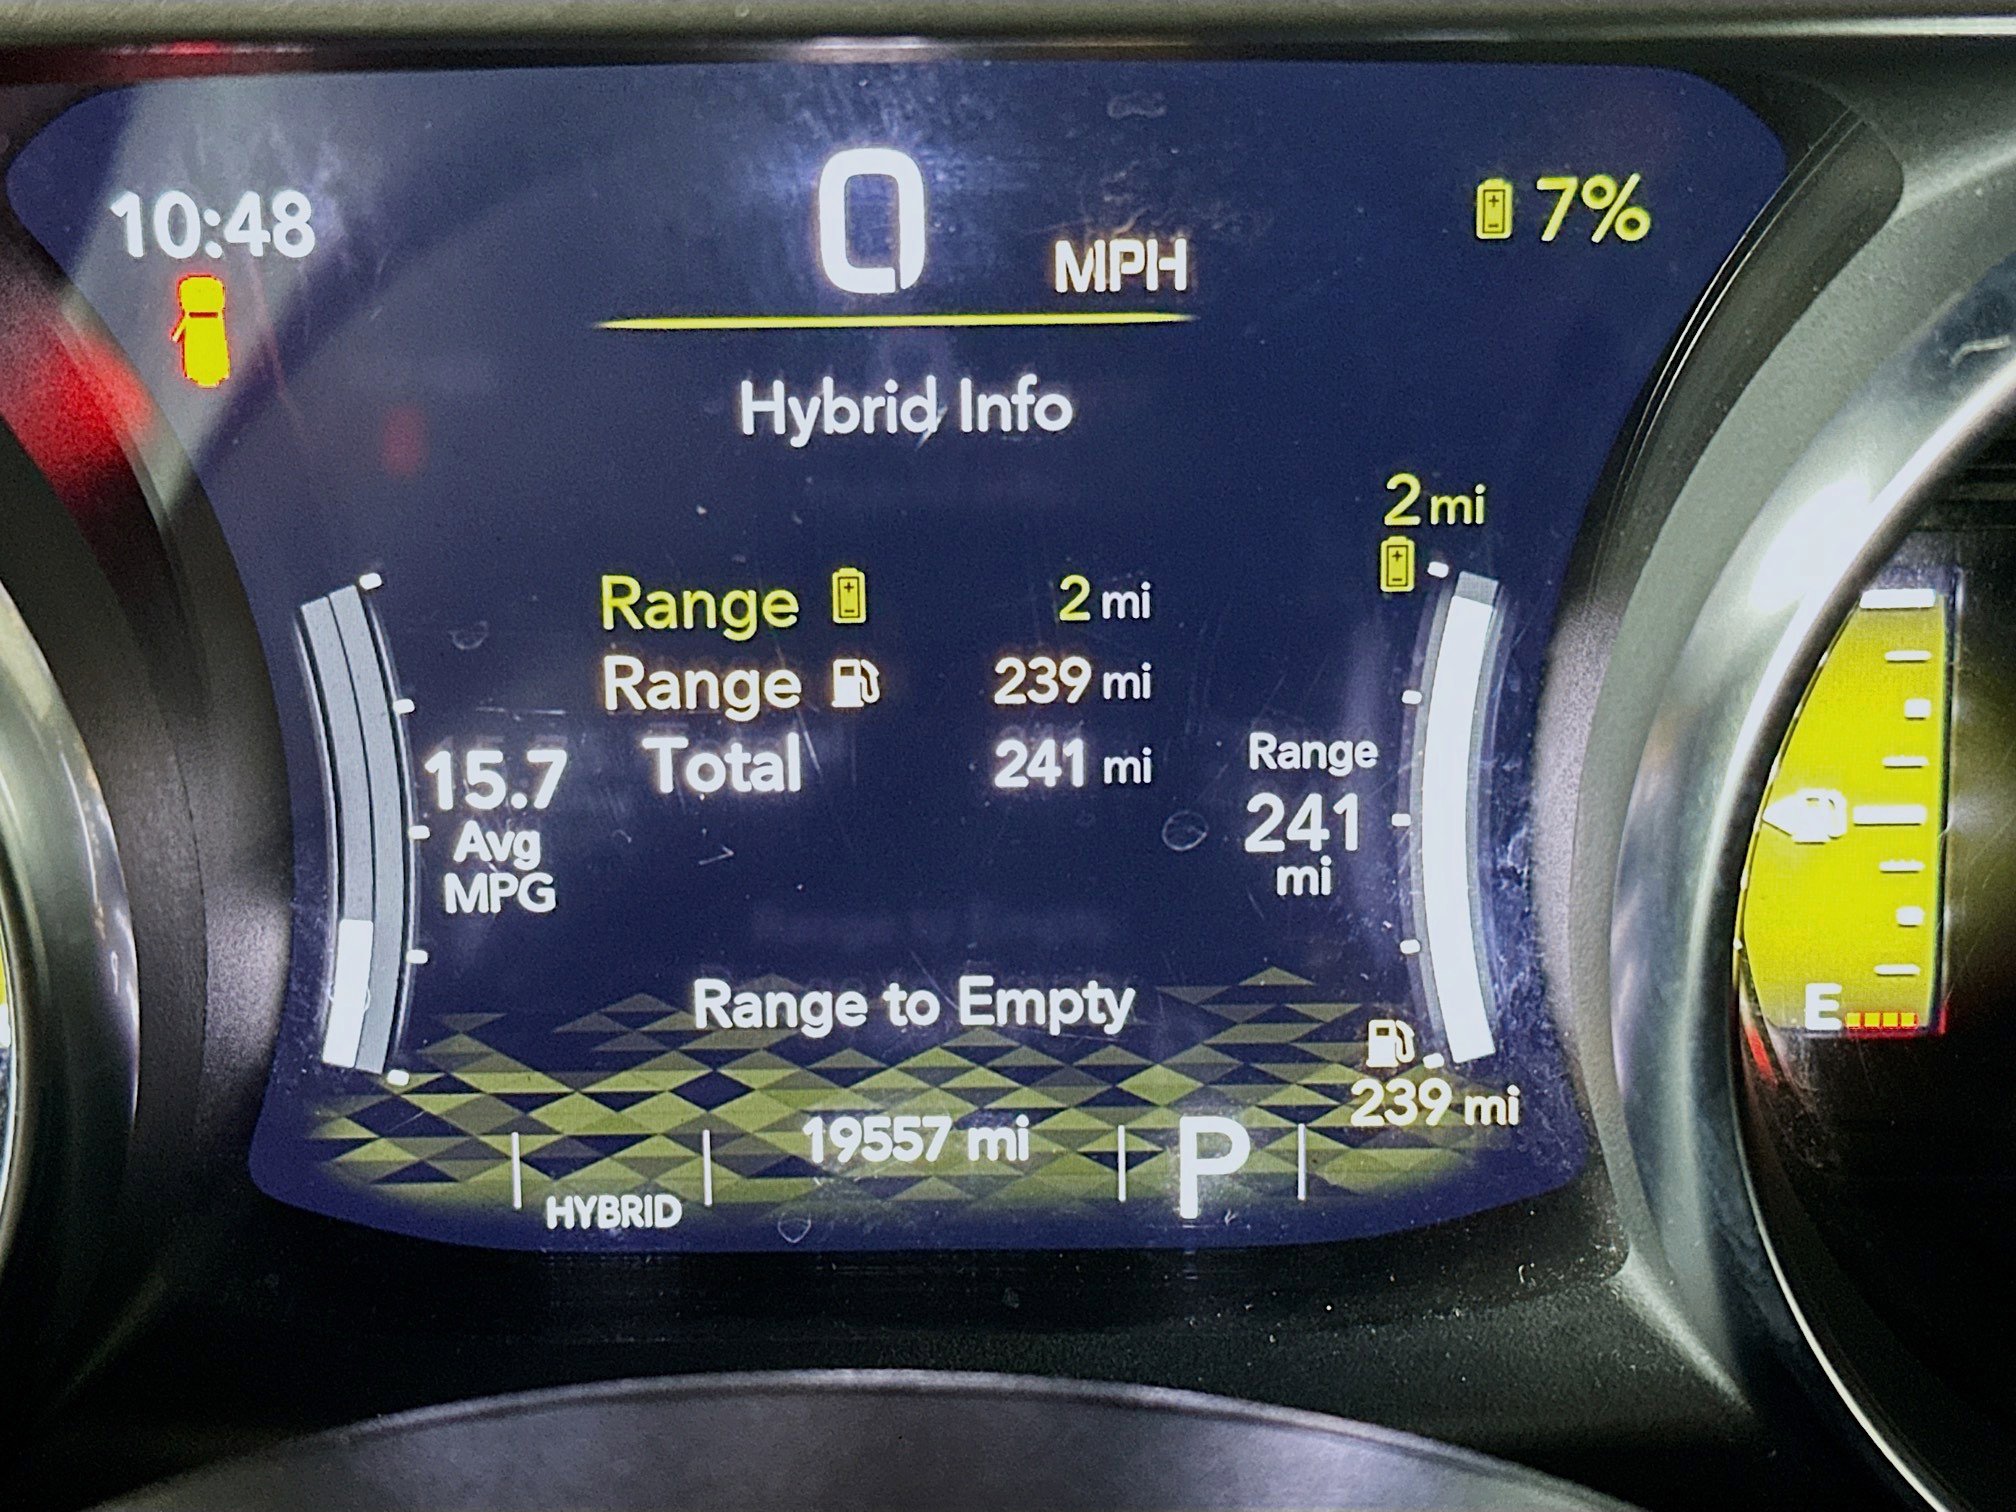 10:48
0 MPH
7%
Hybrid Info
2 mi
Range 2 mi
Range 239 mi
Total 241 mi
15.7
Avg
MPG
Range
241
mi
Range to Empty
E
239 mi
HYBRID
19557 mi
P